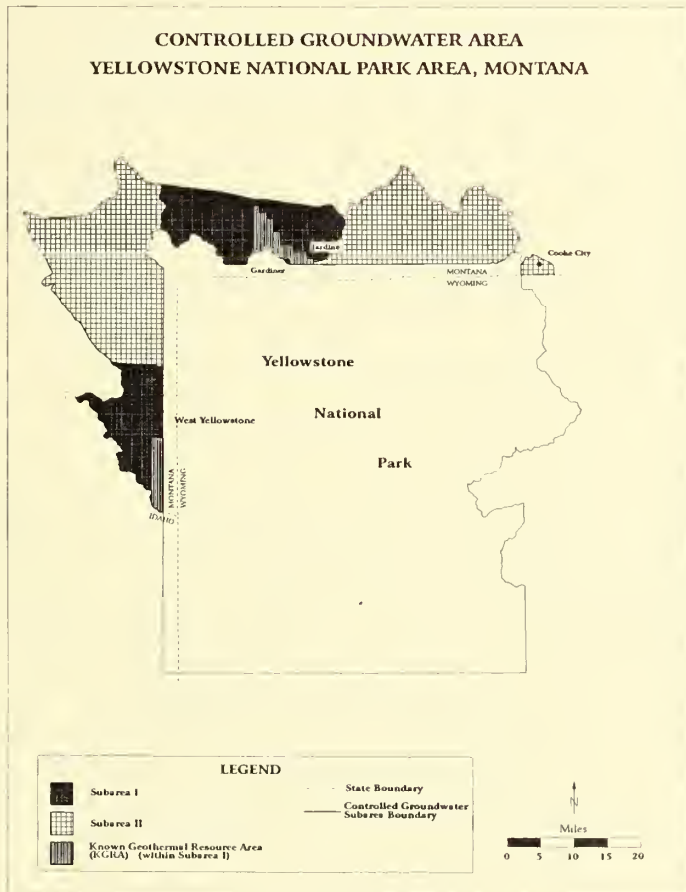 CONTROLLED GROUNDWATER AREA
YELLOWSTONE NATIONAL PARK AREA, MONTANA
Cooke City
Jardine
Gardiner
MONTANA
WYOMING
Yellowstone
West Yellowstone
National
Park
MONTANA
WYOMING
IDAHO
LEGEND
Subarea I
Subarea II
Known Geothermal Resource Area
(KGRA) (within Subarea I)
State Boundary
Controlled Groundwater
Subarea Boundary
N
Miles
0 5 10 15 20